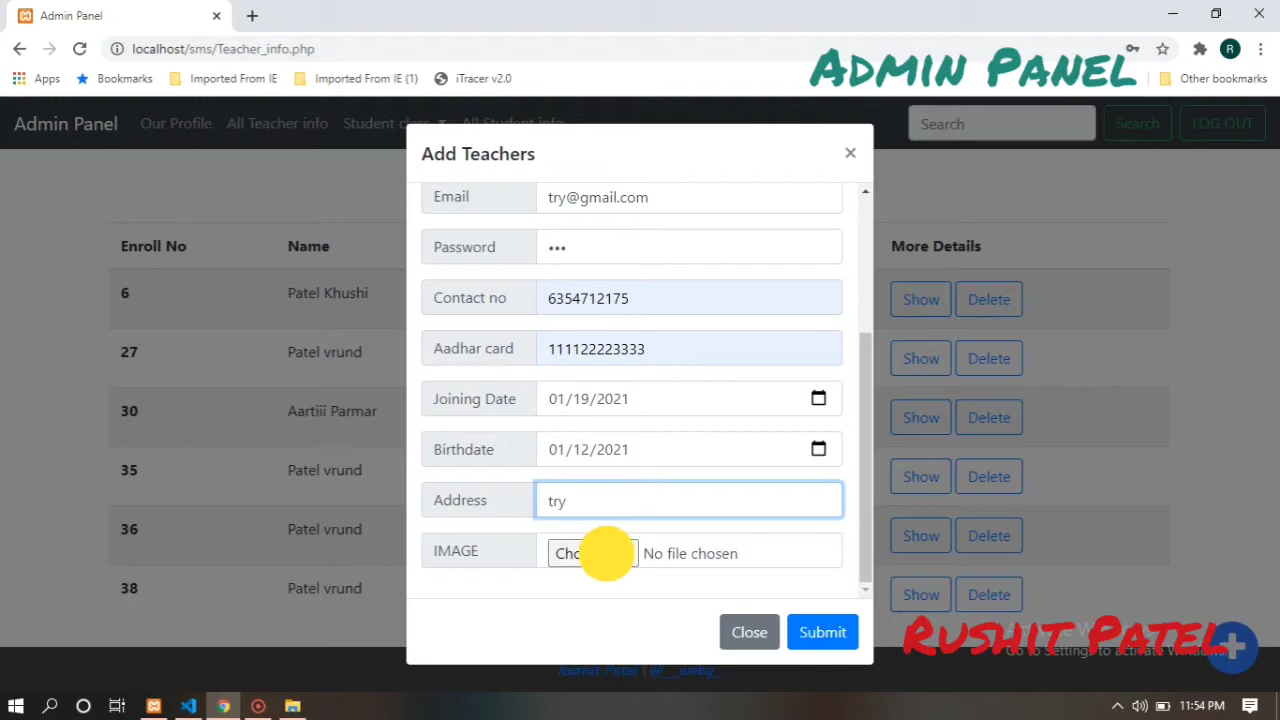 Admin Panel
localhost/sms/Teacher_info.php
R
Admin Panel
Apps Bookmarks Imported From IE Imported From IE (1) iTracer v2.0 Other bookmarks
Admin Panel Our Profile All Teacher info Student class All Student info Search Search LOG OUT
Add Teachers
Enroll No Name More Details
6 Patel Khushi Show Delete
27 Patel vrund Show Delete
30 Aartiii Parmar Show Delete
35 Patel vrund Show Delete
36 Patel vrund Show Delete
38 Patel vrund Show Delete
Email try@gmail.com
Password •••
Contact no 6354712175
Aadhar card 111122223333
Joining Date 01/19/2021
Birthdate 01/12/2021
Address try
IMAGE No file chosen
Close Submit
Rushit Patel
Go to Settings to activate Windows.
Rushit Patel | @__weby_
11:54 PM